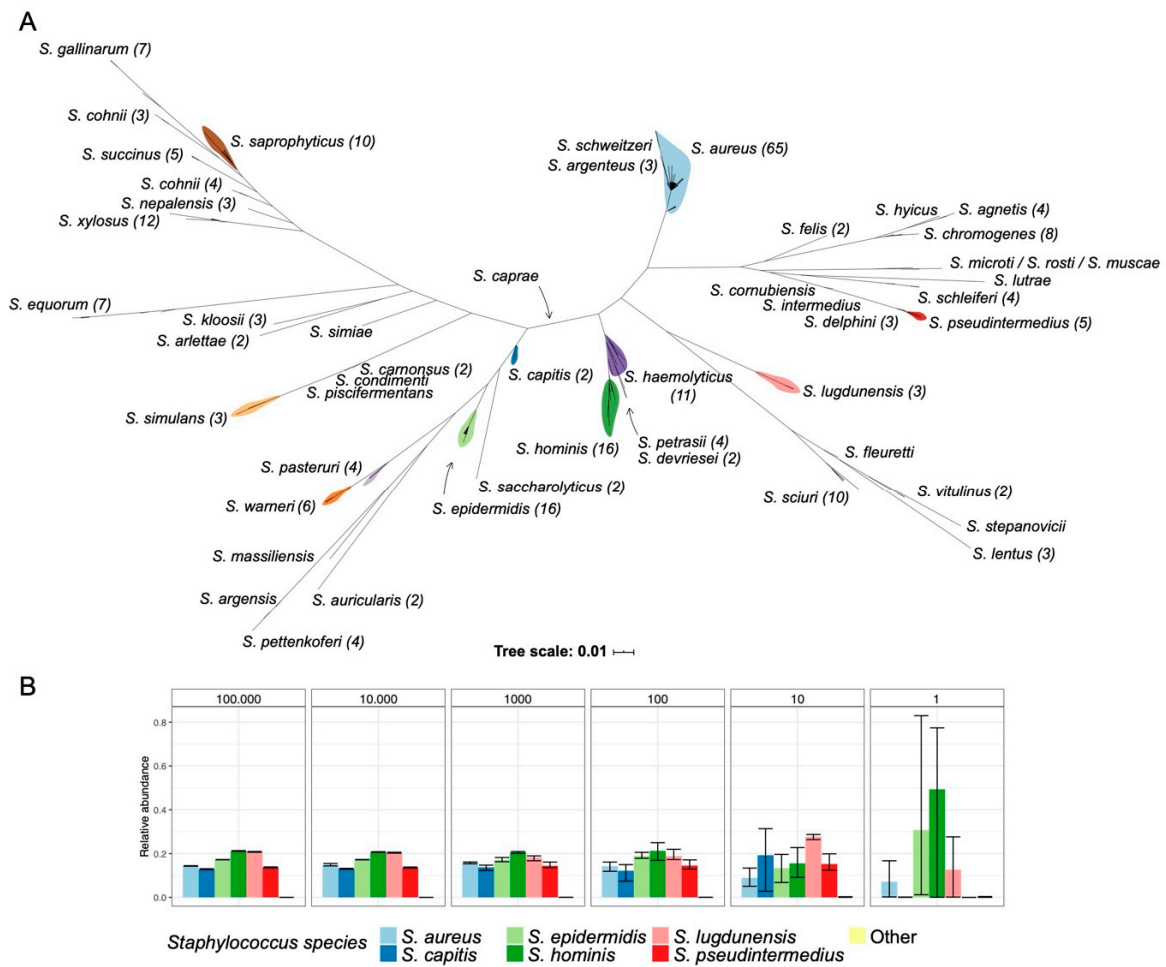 A
S. gallinarum (7)
S. cohnii (3)
S. saprophyticus (10)
S. succinus (5)
S. cohnii (4)
S. nepalensis (3)
S. xylosus (12)
S. schweitzeri
S. argenteus (3)
S. aureus (65)
S. hyicus
S. agnetis (4)
S. felis (2)
S. chromogenes (8)
S. microti / S. rosti / S. muscae
S. lutrae
S. cornubiensis
S. intermedius
S. schleiferi (4)
S. delphini (3)
S. pseudintermedius (5)
S. caprae
S. equorum (7)
S. kloosii (3)
S. arlettae (2)
S. simiae
S. carnonsus (2)
S. condimenti
S. piscifermentans
S. capitis (2)
S. haemolyticus
(11)
S. lugdunensis (3)
S. simulans (3)
S. hominis (16)
S. petrasii (4)
S. devriesei (2)
S. fleuretti
S. pasteruri (4)
S. warneri (6)
S. saccharolyticus (2)
S. epidermidis (16)
S. sciuri (10)
S. vitulinus (2)
S. stepanovicii
S. lentus (3)
S. massiliensis
S. argensis
S. auricularis (2)
S. pettenkoferi (4)
Tree scale: 0.01
B
100.000 10.000 1000 100 10 1
Relative abundance
0.8
0.6
0.4
0.2
0.0
Staphylococcus species
S. aureus S. epidermidis S. lugdunensis Other
S. capitis S. hominis S. pseudintermedius